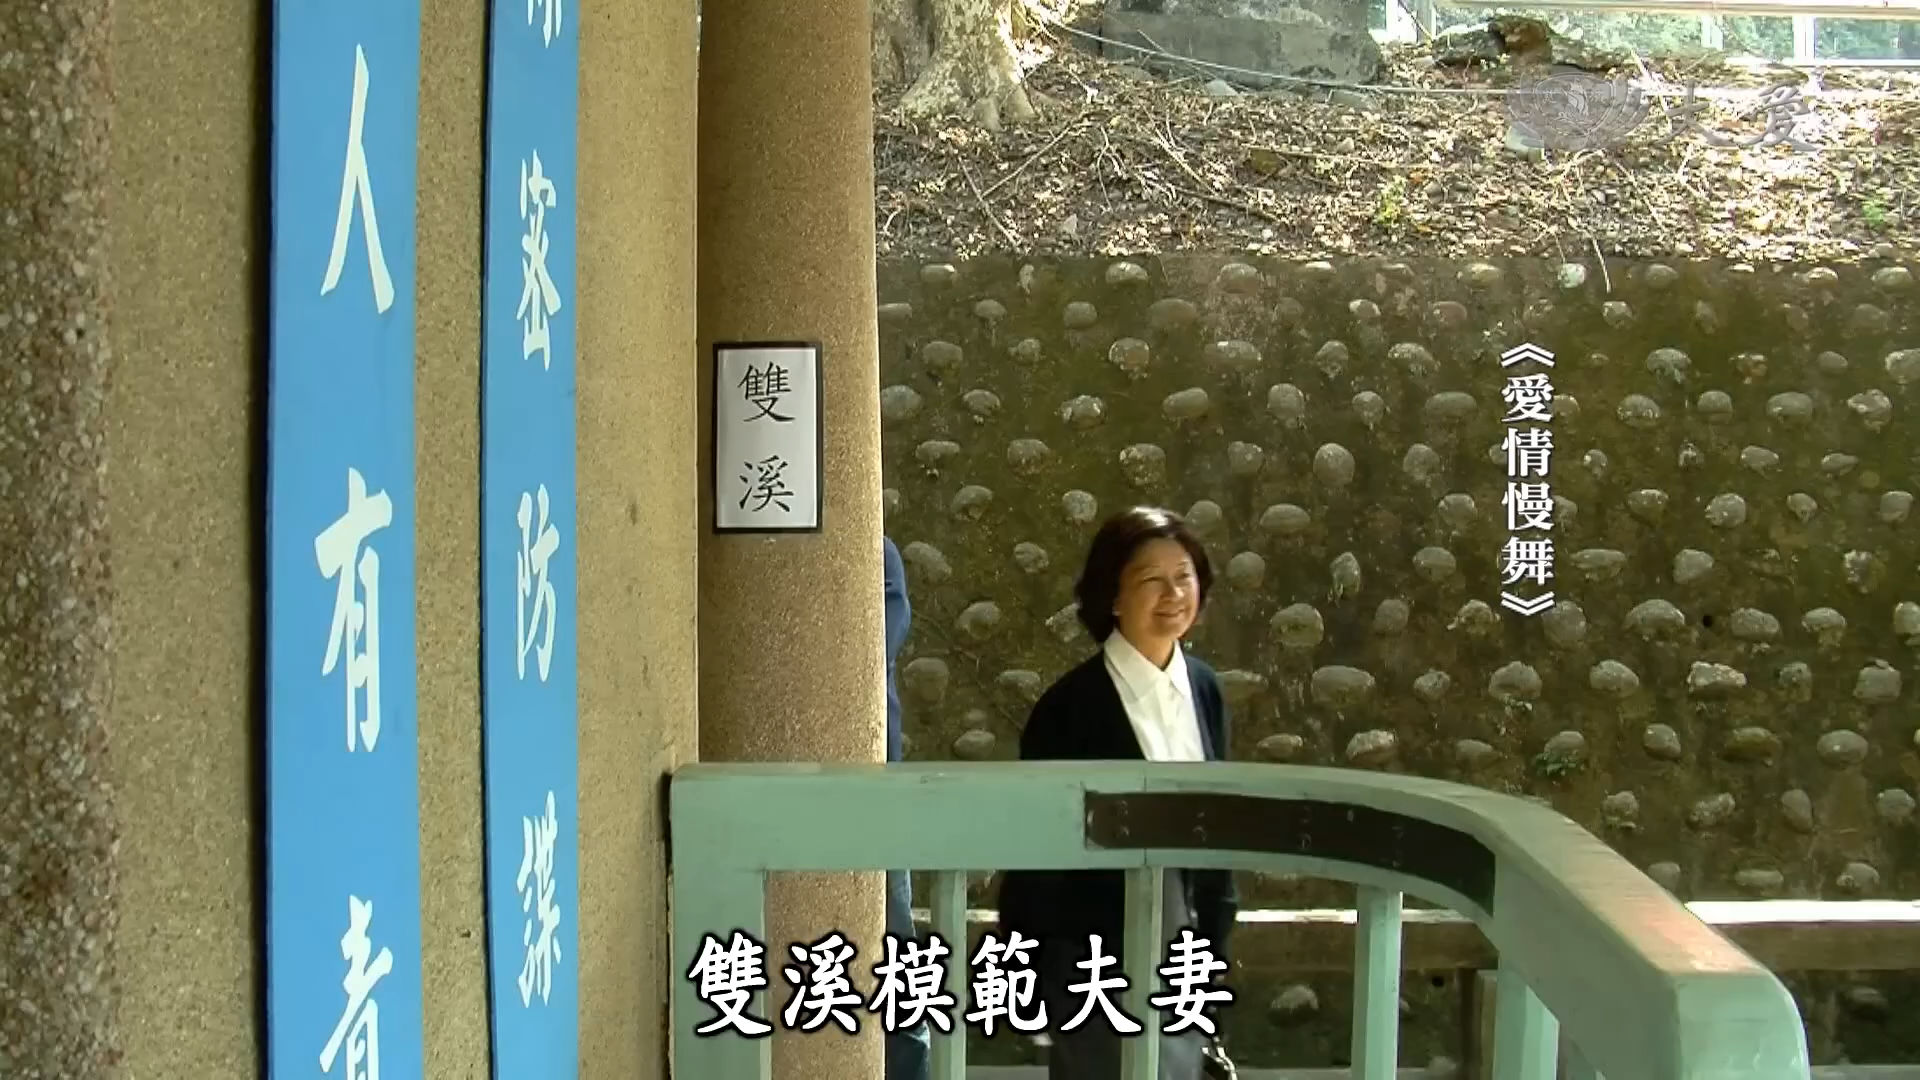 人有者
密防諜
雙溪
大愛
《愛情慢舞》
雙溪模範夫妻